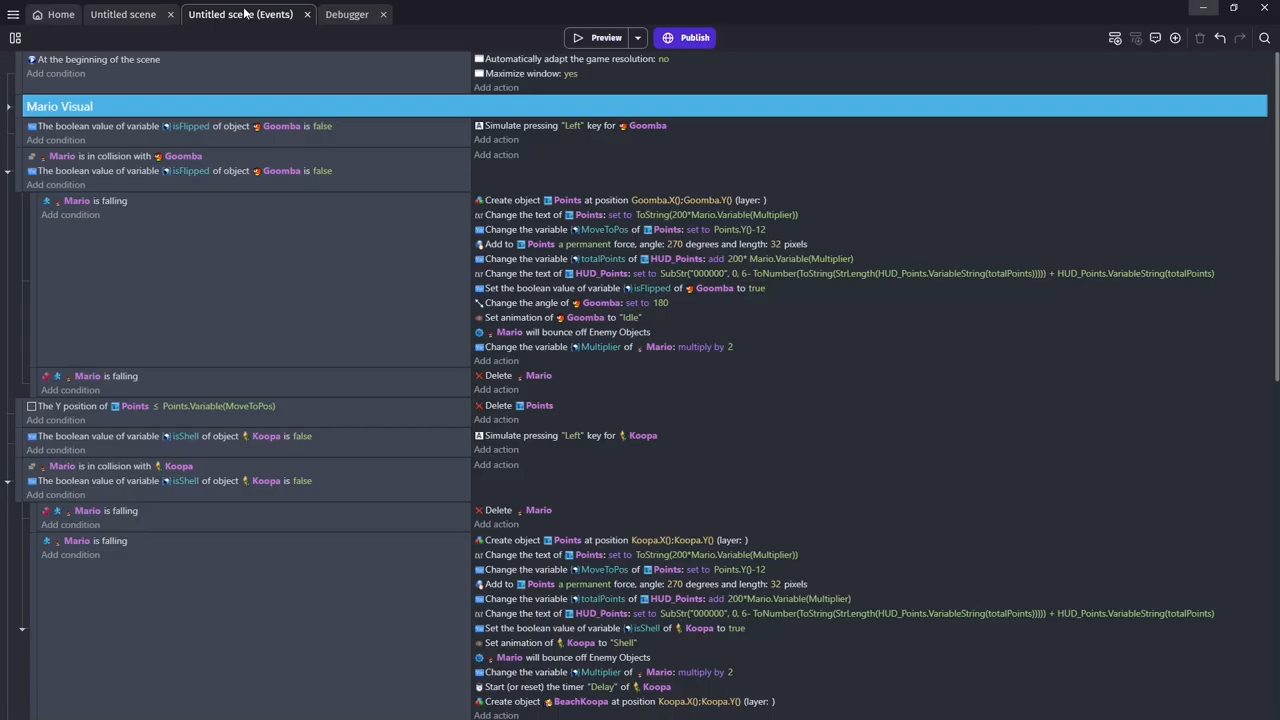 Home
Untitled scene
Untitled scene (Events)
Debugger
Preview
Publish
At the beginning of the scene
Add condition
Automatically adapt the game resolution: no
Maximize window: yes
Add action
Mario Visual
The boolean value of variable isFlipped of object Goomba is false
Add condition
Simulate pressing "Left" key for Goomba
Add action
Mario is in collision with Goomba
The boolean value of variable isFlipped of object Goomba is false
Add condition
Add action
Mario is falling
Add condition
Create object Points at position Goomba.X();Goomba.Y() (layer: )
Change the text of Points: set to ToString(200*Mario.Variable(Multiplier))
Change the variable MoveToPos of Points: set to Points.Y()-12
Add to Points a permanent force, angle: 270 degrees and length: 32 pixels
Change the variable totalPoints of HUD_Points: add 200* Mario.Variable(Multiplier)
Change the text of HUD_Points: set to SubStr("000000", 0, 6- ToNumber(ToString(StrLength(HUD_Points.VariableString(totalPoints))))) + HUD_Points.VariableString(totalPoints)
Set the boolean value of variable isFlipped of Goomba to true
Change the angle of Goomba: set to 180
Set animation of Goomba to "Idle"
Mario will bounce off Enemy Objects
Change the variable Multiplier of Mario: multiply by 2
Add action
Mario is falling
Add condition
Delete Mario
Add action
The Y position of Points ≤ Points.Variable(MoveToPos)
Add condition
Delete Points
Add action
The boolean value of variable isShell of object Koopa is false
Add condition
Simulate pressing "Left" key for Koopa
Add action
Mario is in collision with Koopa
The boolean value of variable isShell of object Koopa is false
Add condition
Add action
Mario is falling
Add condition
Delete Mario
Add action
Mario is falling
Add condition
Create object Points at position Koopa.X();Koopa.Y() (layer: )
Change the text of Points: set to ToString(200*Mario.Variable(Multiplier))
Change the variable MoveToPos of Points: set to Points.Y()-12
Add to Points a permanent force, angle: 270 degrees and length: 32 pixels
Change the variable totalPoints of HUD_Points: add 200*Mario.Variable(Multiplier)
Change the text of HUD_Points: set to SubStr("000000", 0, 6- ToNumber(ToString(StrLength(HUD_Points.VariableString(totalPoints))))) + HUD_Points.VariableString(totalPoints)
Set the boolean value of variable isShell of Koopa to true
Set animation of Koopa to "Shell"
Mario will bounce off Enemy Objects
Change the variable Multiplier of Mario: multiply by 2
Start (or reset) the timer "Delay" of Koopa
Create object BeachKoopa at position Koopa.X();Koopa.Y() (layer: )
Add action